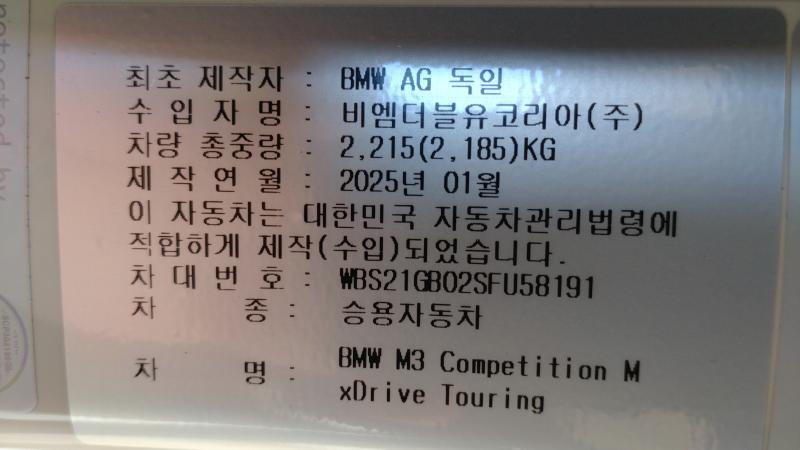 최초 제작자 : BMW AG 독일
수 입 자 명 : 비엠더블유코리아(주)
차량 총중량 : 2,215(2,185)KG
제 작 연 월 : 2025년 01월
이 자동차는 대한민국 자동차관리법령에
적합하게 제작(수입)되었습니다.
차 대 번 호 : WBS21GB02SFU58191
차 종 : 승용자동차
차 명 : BMW M3 Competition M
xDrive Touring